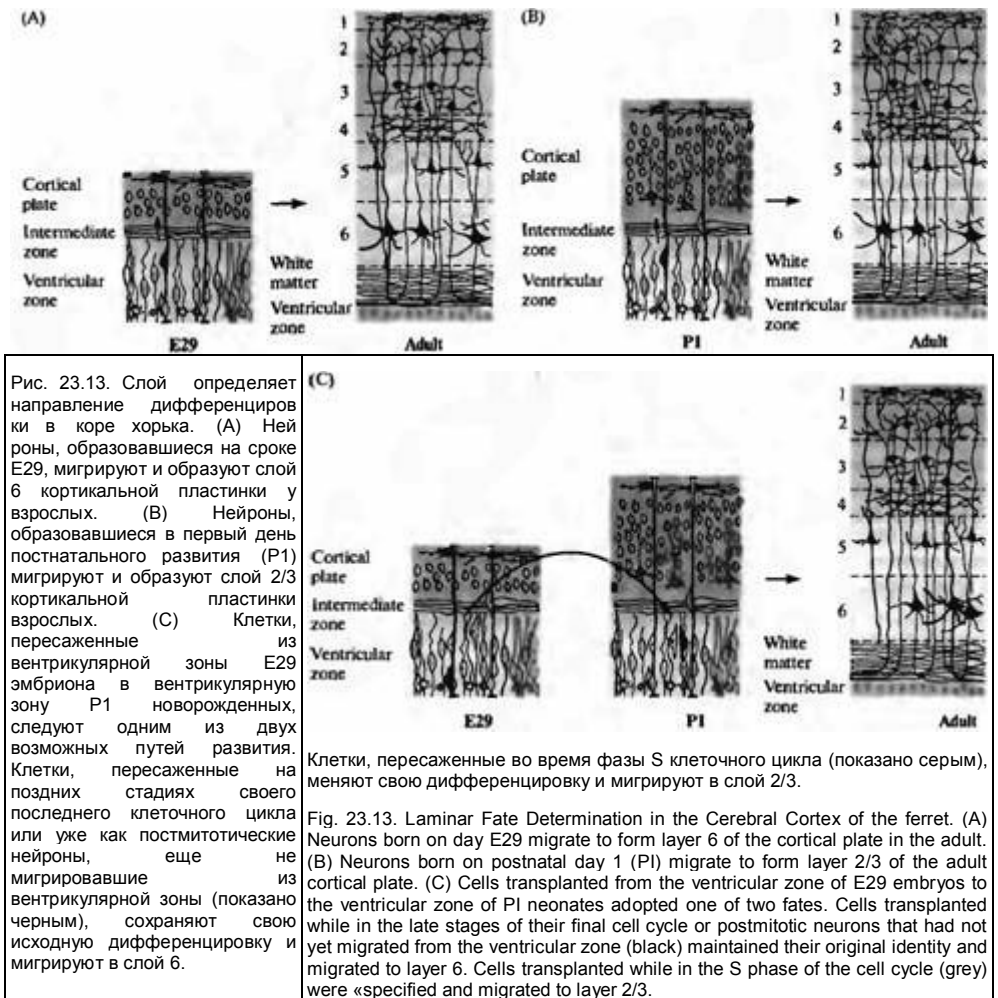 (A)
(B)
1
2
3
4
5
6
Cortical
plate
Intermediate
zone
Ventricular
zone
White
matter
Ventricular
zone
E29
Adult
1
2
3
4
5
6
Cortical
plate
Intermediate
zone
Ventricular
zone
White
matter
Ventricular
zone
P1
Adult
Рис. 23.13. Слой определяет
направление дифференциров
ки в коре хорька. (А) Ней
роны, образовавшиеся на сроке
E29, мигрируют и образуют слой
6 кортикальной пластинки у
взрослых. (В) Нейроны,
образовавшиеся в первый день
постнатального развития (P1)
мигрируют и образуют слой 2/3
кортикальной пластинки
взрослых. (С) Клетки,
пересаженные из
вентрикулярной зоны E29
эмбриона в вентрикулярную
зону P1 новорожденных,
следуют одним из двух
возможных путей развития.
Клетки, пересаженные на
поздних стадиях своего
последнего клеточного цикла
или уже как постмитотические
нейроны, еще не
мигрировавшие из
вентрикулярной зоны (показано
черным), сохраняют свою
исходную дифференцировку и
мигрируют в слой 6.
(C)
Cortical
plate
Intermediate
zone
Ventricular
zone
E29
P1
1
2
3
4
5
6
White
matter
Ventricular
zone
Adult
Клетки, пересаженные во время фазы S клеточного цикла (показано серым),
меняют свою дифференцировку и мигрируют в слой 2/3.
Fig. 23.13. Laminar Fate Determination in the Cerebral Cortex of the ferret. (A)
Neurons born on day E29 migrate to form layer 6 of the cortical plate in the adult.
(B) Neurons born on postnatal day 1 (PI) migrate to form layer 2/3 of the adult
cortical plate. (C) Cells transplanted from the ventricular zone of E29 embryos to
the ventricular zone of PI neonates adopted one of two fates. Cells transplanted
while in the late stages of their final cell cycle or postmitotic neurons that had not
yet migrated from the ventricular zone (black) maintained their original identity and
migrated to layer 6. Cells transplanted while in the S phase of the cell cycle (grey)
were «specified and migrated to layer 2/3.